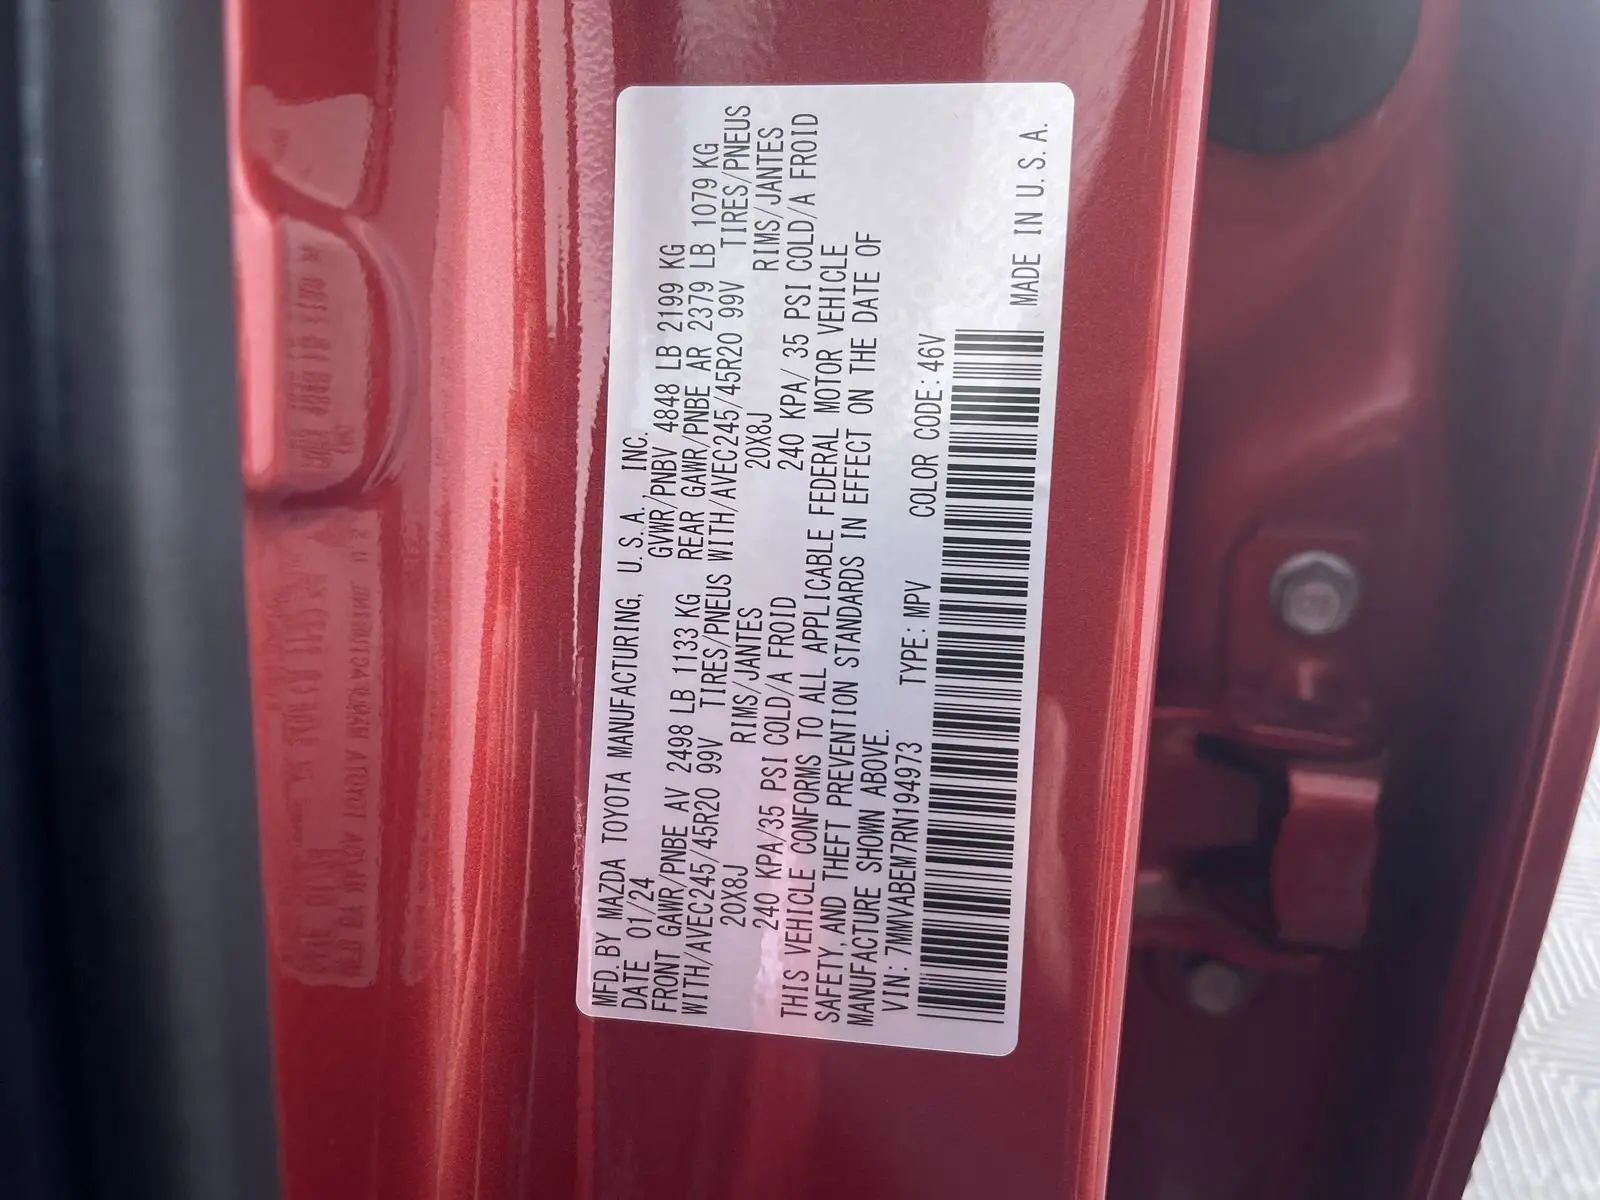 MFD. BY MAZDA TOYOTA MANUFACTURING, U.S.A., INC.
DATE 01/24 GVWR/PNBV 4848 LB 2199 KG
FRONT GAWR/PNBE AV 2498 LB 1133 KG REAR GAWR/PNBE AR 2379 LB 1079 KG
WITH/AVEC245/45R20 99V TIRES/PNEUS WITH/AVEC245/45R20 99V TIRES/PNEUS
20X8J RIMS/JANTES 20X8J RIMS/JANTES
240 KPA/35 PSI COLD/A FROID 240 KPA/ 35 PSI COLD/A FROID
THIS VEHICLE CONFORMS TO ALL APPLICABLE FEDERAL MOTOR VEHICLE
SAFETY, AND THEFT PREVENTION STANDARDS IN EFFECT ON THE DATE OF
MANUFACTURE SHOWN ABOVE.
VIN: 7MMVABEM7RN194973 TYPE: MPV COLOR CODE: 46V
MADE IN U.S.A.